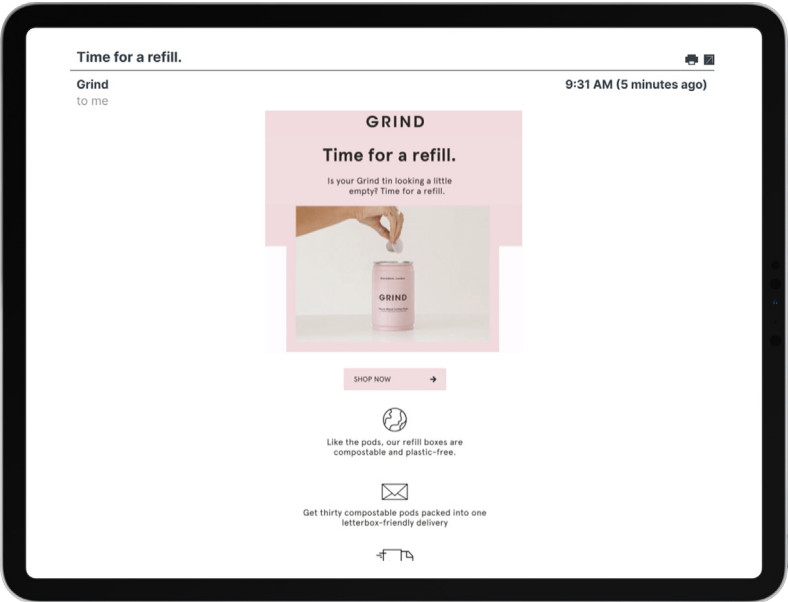 Time for a refill.
Grind
9:31 AM (5 minutes ago)
to me
GRIND
Time for a refill.
Is your Grind tin looking a little
empty? Time for a refill.
GRIND
SHOP NOW
Like the pods, our refill boxes are
compostable and plastic-free.
Get thirty compostable pods packed into one
letterbox-friendly delivery